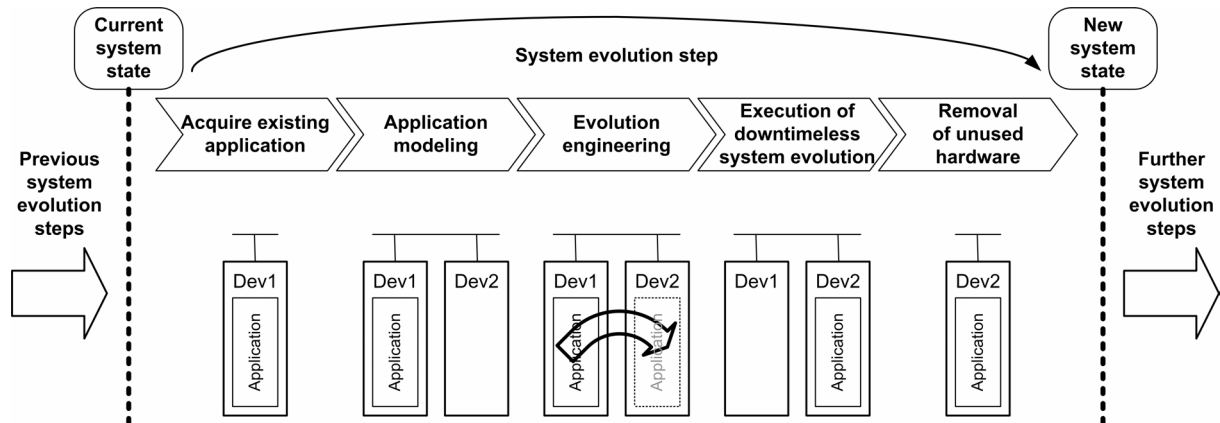 Current
system
state
System evolution step
New
system
state
Acquire existing
application
Application
modeling
Evolution
engineering
Execution of
downtimeless
system evolution
Removal
of unused
hardware
Previous
system
evolution
steps
Further
system
evolution
steps
Dev1
Application
Dev1
Dev2
Application
Dev1
Dev2
Application
Application
Dev1
Dev2
Application
Dev2
Application